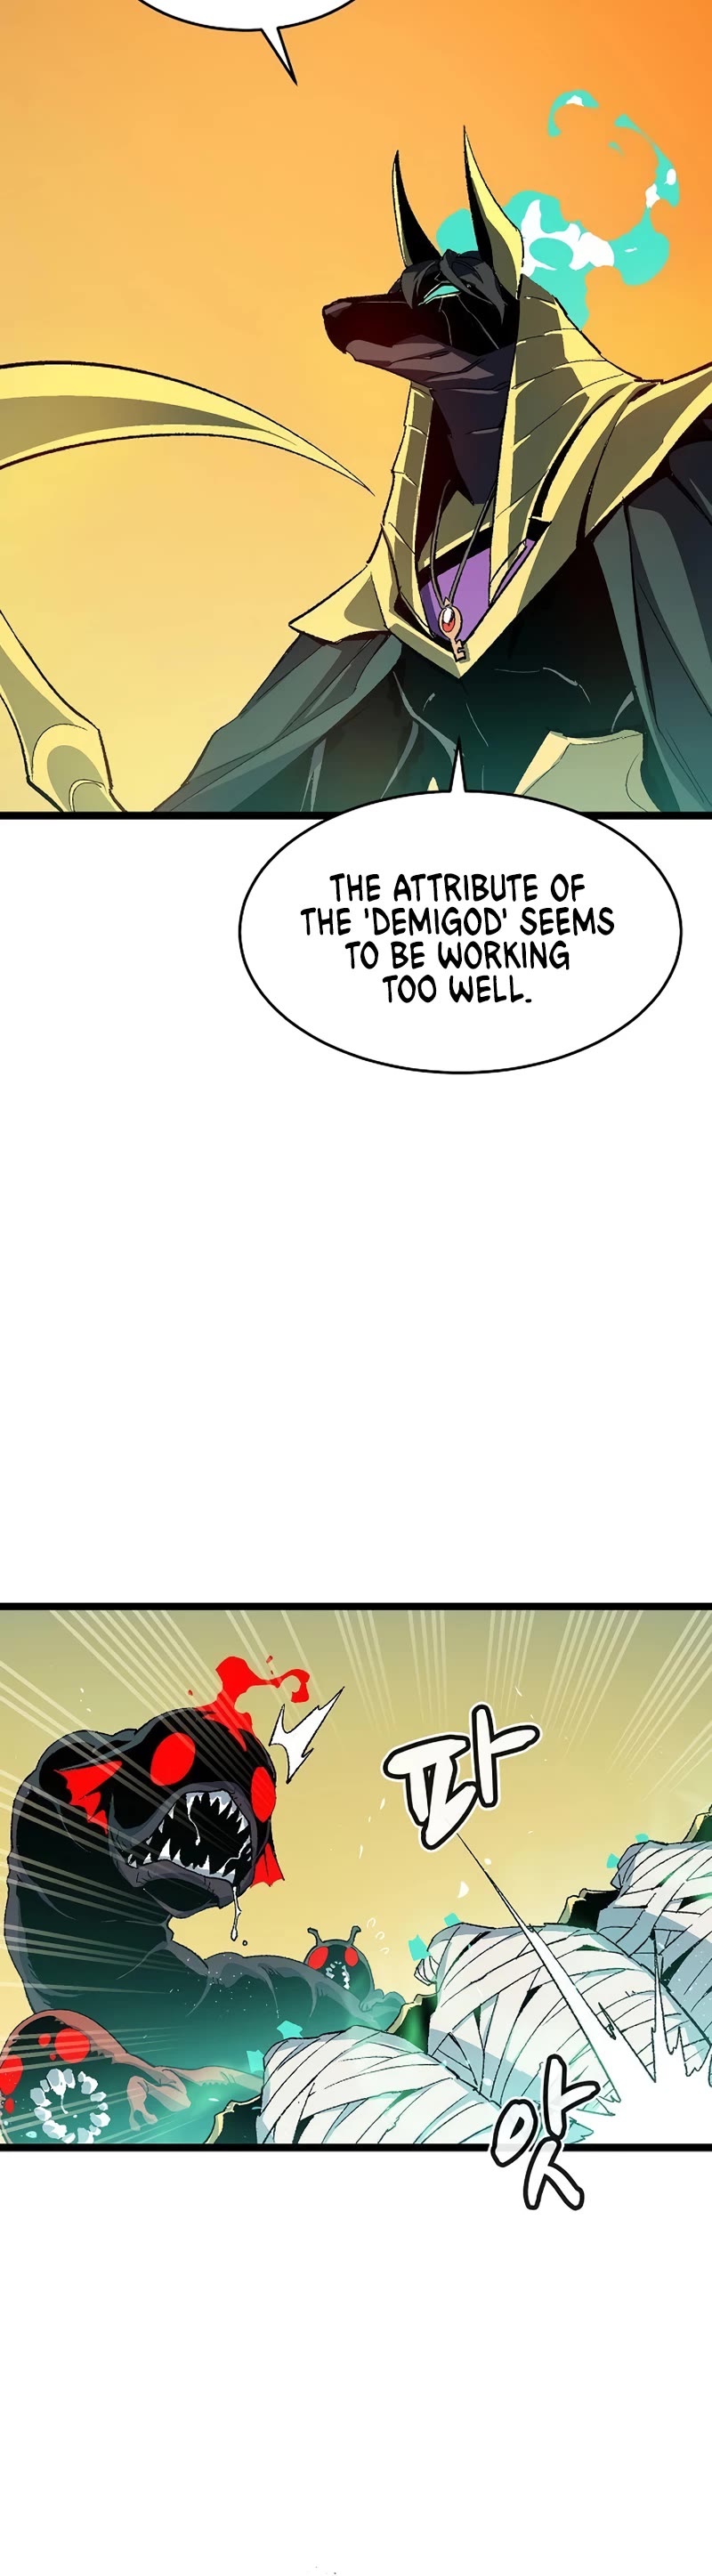 THE ATTRIBUTE OF
THE 'DEMIGOD' SEEMS
TO BE WORKING
TOO WELL.
파
앗